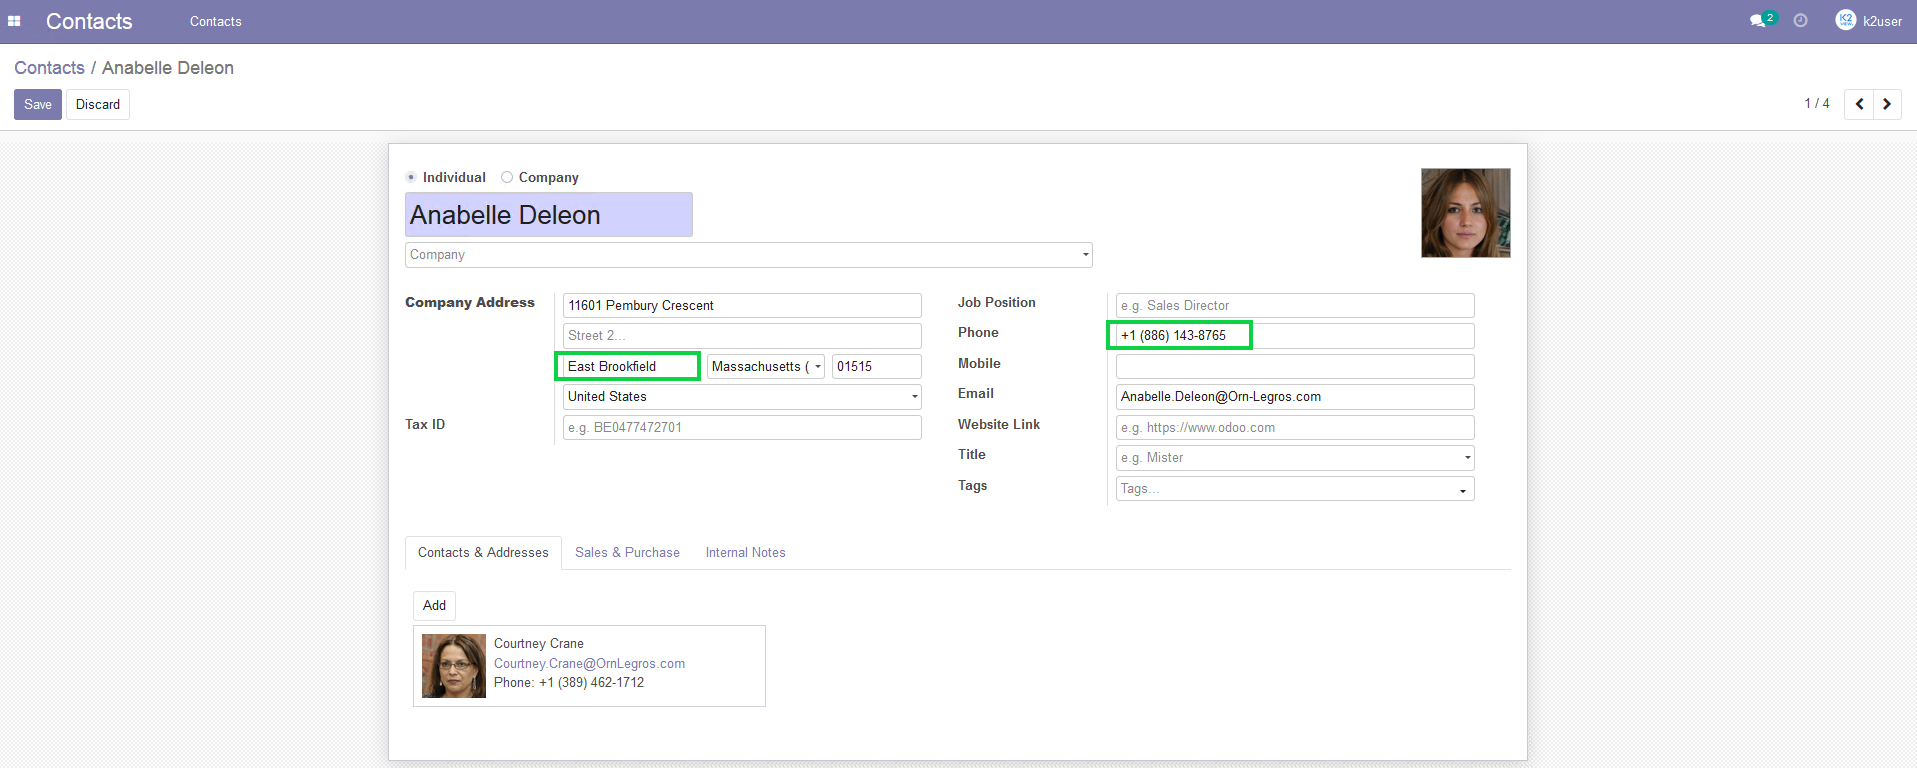 Contacts Contacts 2 K2 VIEW k2user
Contacts / Anabelle Deleon
Save Discard 1 / 4
Individual Company
Anabelle Deleon
Company
Company Address 11601 Pembury Crescent
Street 2...
East Brookfield Massachusetts ( 01515
United States
Tax ID e.g. BE0477472701
Job Position e.g. Sales Director
Phone +1 (886) 143-8765
Mobile
Email Anabelle.Deleon@Orn-Legros.com
Website Link e.g. https://www.odoo.com
Title e.g. Mister
Tags Tags...
Contacts & Addresses Sales & Purchase Internal Notes
Add
Courtney Crane
Courtney.Crane@OrnLegros.com
Phone: +1 (389) 462-1712